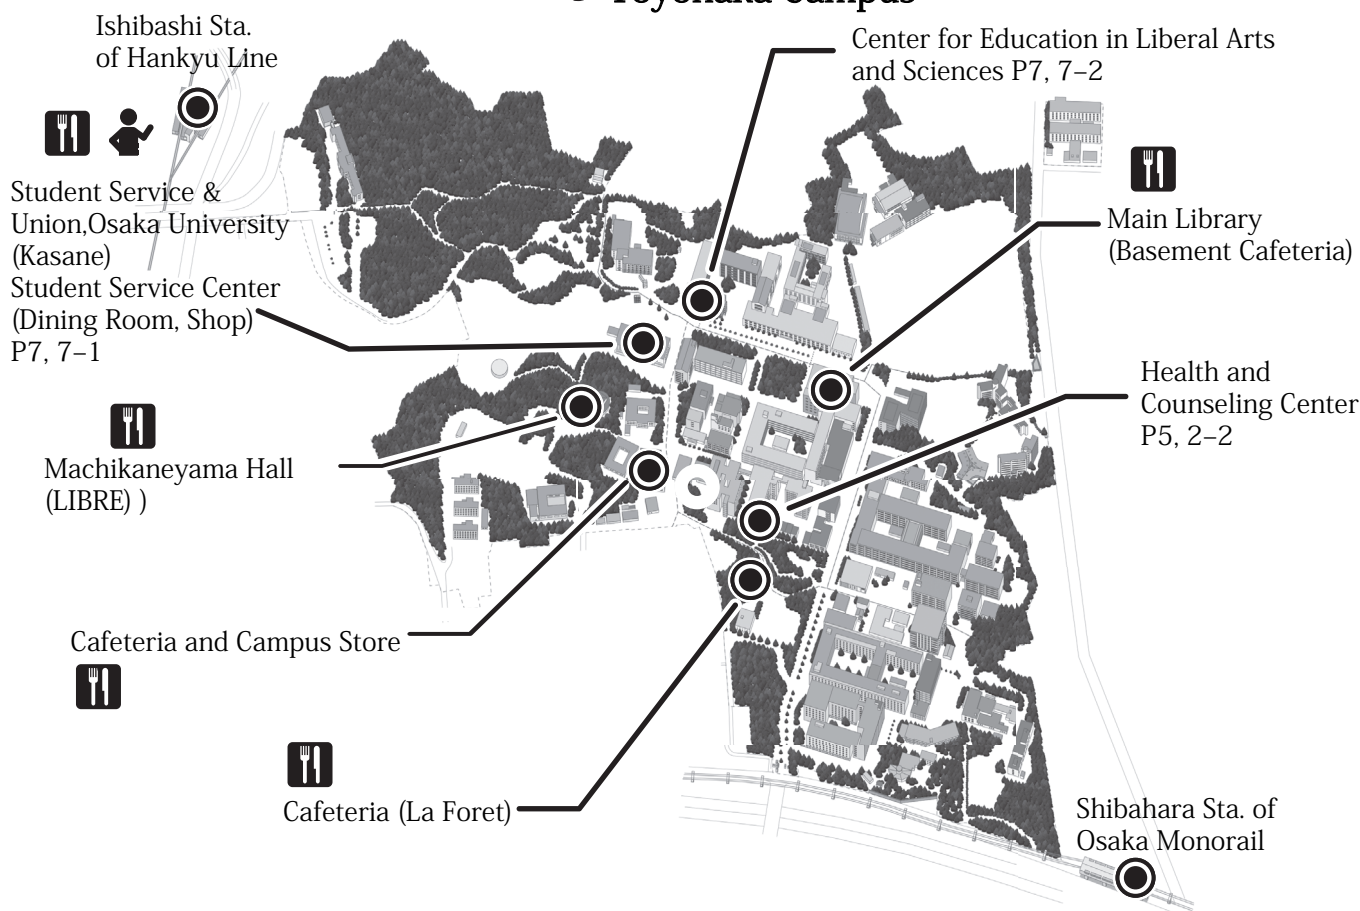 Toyonaka Campus
Ishibashi Sta.
of Hankyu Line
Center for Education in Liberal Arts
and Sciences P7, 7–2
Student Service &
Union,Osaka University
(Kasane)
Student Service Center
(Dining Room, Shop)
P7, 7–1
Main Library
(Basement Cafeteria)
Health and
Counseling Center
P5, 2–2
Machikaneyama Hall
(LIBRE) )
Cafeteria and Campus Store
Cafeteria (La Foret)
Shibahara Sta. of
Osaka Monorail